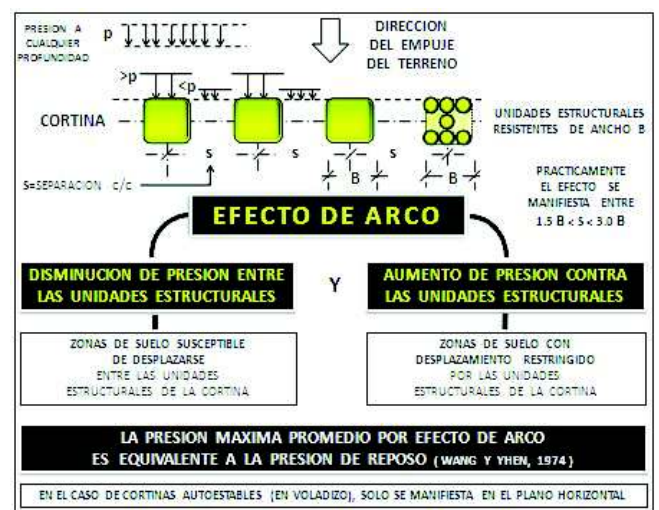 PRESION A
CUALQUIER
PROFUNDIDAD
p
DIRECCION
DEL EMPUJE
DEL TERRENO
>p
<p
CORTINA
UNIDADES ESTRUCTURALES
RESISTENTES DE ANCHO B
s
s
s
S=SEPARACION c/c
B
B
PRACTICAMENTE
EL EFECTO SE
MANIFIESTA ENTRE
1.5 B < S < 3.0 B
EFECTO DE ARCO
DISMINUCION DE PRESION ENTRE
LAS UNIDADES ESTRUCTURALES
Y
AUMENTO DE PRESION CONTRA
LAS UNIDADES ESTRUCTURALES
ZONAS DE SUELO SUSCEPTIBLE
DE DESPLAZARSE
ENTRE LAS UNIDADES
ESTRUCTURALES DE LA CORTINA
ZONAS DE SUELO CON
DESPLAZAMIENTO RESTRINGIDO
POR LAS UNIDADES
ESTRUCTURALES DE LA CORTINA
LA PRESION MAXIMA PROMEDIO POR EFECTO DE ARCO
ES EQUIVALENTE A LA PRESION DE REPOSO (WANG Y YHEN, 1974)
EN EL CASO DE CORTINAS AUTOESTABLES (EN VOLADIZO), SOLO SE MANIFIESTA EN EL PLANO HORIZONTAL